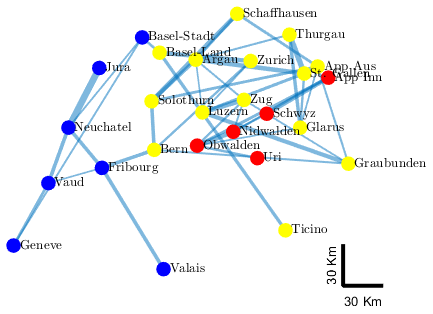 Schaffhausen
Thurgau
Basel-Stadt
Basel-Land
Argau
Zurich
Jura
App Aus
St. Gallen
App Inn
Solothurn
Zug
Luzern
Schwyz
Neuchatel
Glarus
Nidwalden
Obwalden
Bern
Uri
Graubunden
Fribourg
Vaud
Ticino
Geneve
Valais
30 Km
30 Km